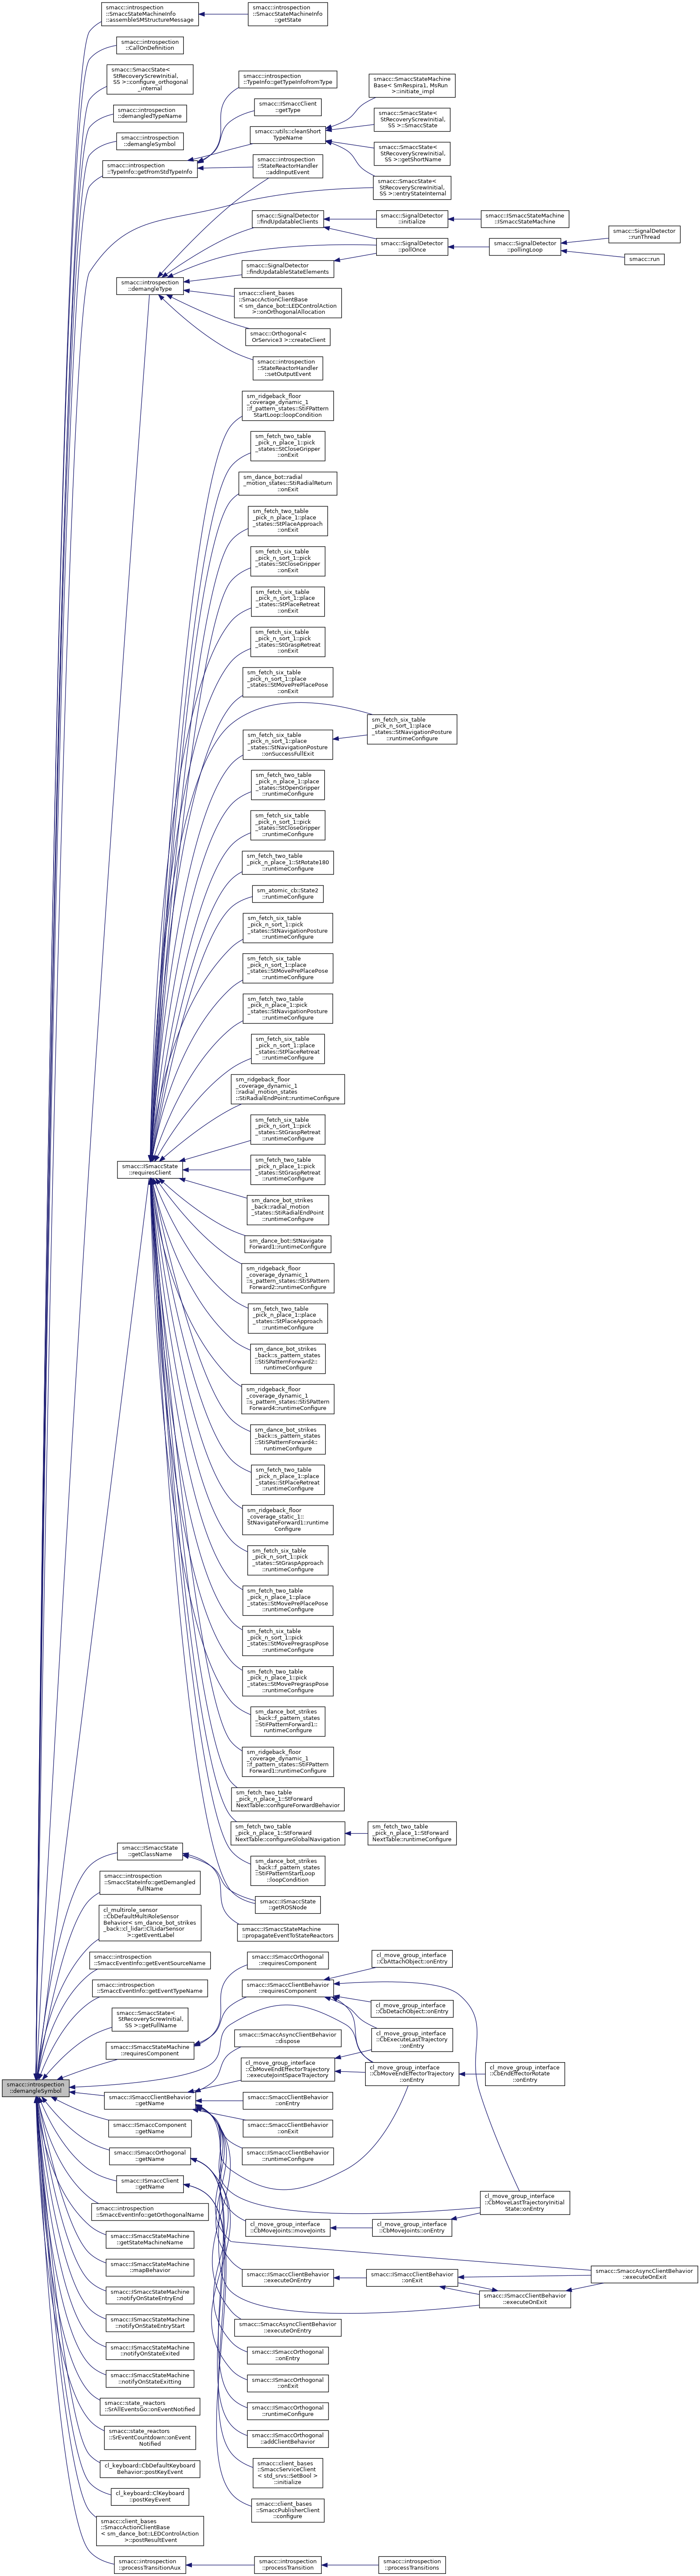 smacc::introspection
::SmaccStateMachineInfo
::assembleSMStructureMessage
smacc::introspection
::SmaccStateMachineInfo
::getState
smacc::introspection
::CallOnDefinition
smacc::SmaccState<
StRecoveryScrewInitial,
SS >::configure_orthogonal
_internal
smacc::introspection
::demangledTypeName
smacc::introspection
::demangleSymbol
smacc::introspection
::TypeInfo::getFromStdTypeInfo
smacc::introspection
::TypeInfo::getTypeInfoFromType
smacc::ISmaccClient
::getType
smacc::utils::cleanShort
TypeName
smacc::introspection
::StateReactorHandler
::addInputEvent
smacc::SmaccStateMachine
Base< SmRespira1, MsRun
>::initiate_impl
smacc::SmaccState<
StRecoveryScrewInitial,
SS >::SmaccState
smacc::SmaccState<
StRecoveryScrewInitial,
SS >::getShortName
smacc::SmaccState<
StRecoveryScrewInitial,
SS >::entryStateInternal
smacc::SignalDetector
::findUpdatableClients
smacc::SignalDetector
::initialize
smacc::ISmaccStateMachine
::ISmaccStateMachine
smacc::SignalDetector
::pollOnce
smacc::SignalDetector
::pollingLoop
smacc::SignalDetector
::runThread
smacc::run
smacc::SignalDetector
::findUpdatableStateElements
smacc::introspection
::demangleType
smacc::client_bases
::SmaccActionClientBase
< sm_dance_bot::LEDControlAction
>::onOrthogonalAllocation
smacc::Orthogonal<
OrService3 >::createClient
smacc::introspection
::StateReactorHandler
::setOutputEvent
sm_ridgeback_floor
_coverage_dynamic_1
::f_pattern_states::StiFPattern
StartLoop::loopCondition
sm_fetch_two_table
_pick_n_place_1::pick
_states::StCloseGripper
::onExit
sm_dance_bot::radial
_motion_states::StiRadialReturn
::onExit
sm_fetch_two_table
_pick_n_place_1::place
_states::StPlaceApproach
::onExit
sm_fetch_six_table
_pick_n_sort_1::pick
_states::StCloseGripper
::onExit
sm_fetch_six_table
_pick_n_sort_1::place
_states::StPlaceRetreat
::onExit
sm_fetch_six_table
_pick_n_sort_1::pick
_states::StGraspRetreat
::onExit
sm_fetch_six_table
_pick_n_sort_1::place
_states::StMovePrePlacePose
::onExit
sm_fetch_six_table
_pick_n_sort_1::place
_states::StNavigationPosture
::onSuccessFullExit
sm_fetch_six_table
_pick_n_sort_1::place
_states::StNavigationPosture
::runtimeConfigure
sm_fetch_two_table
_pick_n_place_1::place
_states::StOpenGripper
::runtimeConfigure
sm_fetch_six_table
_pick_n_sort_1::pick
_states::StCloseGripper
::runtimeConfigure
sm_fetch_two_table
_pick_n_place_1::StRotate180
::runtimeConfigure
sm_atomic_cb::State2
::runtimeConfigure
sm_fetch_six_table
_pick_n_sort_1::pick
_states::StNavigationPosture
::runtimeConfigure
sm_fetch_six_table
_pick_n_sort_1::place
_states::StMovePrePlacePose
::runtimeConfigure
sm_fetch_two_table
_pick_n_place_1::pick
_states::StNavigationPosture
::runtimeConfigure
sm_fetch_six_table
_pick_n_sort_1::place
_states::StPlaceRetreat
::runtimeConfigure
sm_ridgeback_floor
_coverage_dynamic_1
::radial_motion_states
::StiRadialEndPoint::runtimeConfigure
sm_fetch_six_table
_pick_n_sort_1::pick
_states::StGraspRetreat
::runtimeConfigure
smacc::ISmaccState
::requiresClient
sm_fetch_two_table
_pick_n_place_1::pick
_states::StGraspRetreat
::runtimeConfigure
sm_dance_bot_strikes
_back::radial_motion
_states::StiRadialEndPoint
::runtimeConfigure
sm_dance_bot::StNavigate
Forward1::runtimeConfigure
sm_ridgeback_floor
_coverage_dynamic_1
::s_pattern_states::StiSPattern
Forward2::runtimeConfigure
sm_fetch_two_table
_pick_n_place_1::place
_states::StPlaceApproach
::runtimeConfigure
sm_dance_bot_strikes
_back::s_pattern_states
::StiSPatternForward2::
runtimeConfigure
sm_ridgeback_floor
_coverage_dynamic_1
::s_pattern_states::StiSPattern
Forward4::runtimeConfigure
sm_dance_bot_strikes
_back::s_pattern_states
::StiSPatternForward4::
runtimeConfigure
sm_fetch_two_table
_pick_n_place_1::place
_states::StPlaceRetreat
::runtimeConfigure
sm_ridgeback_floor
_coverage_static_1::
StNavigateForward1::runtime
Configure
sm_fetch_six_table
_pick_n_sort_1::pick
_states::StGraspApproach
::runtimeConfigure
sm_fetch_two_table
_pick_n_place_1::place
_states::StMovePrePlacePose
::runtimeConfigure
sm_fetch_six_table
_pick_n_sort_1::pick
_states::StMovePregraspPose
::runtimeConfigure
sm_fetch_two_table
_pick_n_place_1::pick
_states::StMovePregraspPose
::runtimeConfigure
sm_dance_bot_strikes
_back::f_pattern_states
::StiFPatternForward1::
runtimeConfigure
sm_ridgeback_floor
_coverage_dynamic_1
::f_pattern_states::StiFPattern
Forward1::runtimeConfigure
sm_fetch_two_table
_pick_n_place_1::StForward
NextTable::configureForwardBehavior
sm_fetch_two_table
_pick_n_place_1::StForward
NextTable::configureGlobalNavigation
sm_fetch_two_table
_pick_n_place_1::StForward
NextTable::runtimeConfigure
sm_dance_bot_strikes
_back::f_pattern_states
::StiFPatternStartLoop
::loopCondition
smacc::ISmaccState
::getClassName
smacc::ISmaccState
::getROSNode
smacc::introspection
::SmaccStateInfo::getDemangled
FullName
smacc::ISmaccStateMachine
::propagateEventToStateReactors
cl_multirole_sensor
::CbDefaultMultiRoleSensor
Behavior< sm_dance_bot_strikes
_back::cl_lidar::ClLidarSensor
>::getEventLabel
smacc::introspection
::SmaccEventInfo::getEventSourceName
smacc::introspection
::SmaccEventInfo::getEventTypeName
smacc::SmaccState<
StRecoveryScrewInitial,
SS >::getFullName
smacc::ISmaccStateMachine
::requiresComponent
smacc::ISmaccOrthogonal
::requiresComponent
smacc::ISmaccClientBehavior
::requiresComponent
cl_move_group_interface
::CbAttachObject::onEntry
cl_move_group_interface
::CbDetachObject::onEntry
cl_move_group_interface
::CbExecuteLastTrajectory
::onEntry
smacc::SmaccAsyncClientBehavior
::dispose
cl_move_group_interface
::CbMoveEndEffectorTrajectory
::executeJointSpaceTrajectory
cl_move_group_interface
::CbMoveEndEffectorTrajectory
::onEntry
cl_move_group_interface
::CbEndEffectorRotate
::onEntry
smacc::introspection
::demangleSymbol
smacc::ISmaccClientBehavior
::getName
smacc::ISmaccClientBehavior
::onEntry
smacc::ISmaccComponent
::getName
smacc::ISmaccClientBehavior
::onExit
smacc::ISmaccOrthogonal
::getName
smacc::ISmaccClientBehavior
::runtimeConfigure
smacc::ISmaccClient
::getName
cl_move_group_interface
::CbMoveLastTrajectoryInitial
State::onEntry
smacc::introspection
::SmaccEventInfo::getOrthogonalName
cl_move_group_interface
::CbMoveJoints::moveJoints
cl_move_group_interface
::CbMoveJoints::onEntry
smacc::ISmaccStateMachine
::getStateMachineName
smacc::ISmaccStateMachine
::mapBehavior
smacc::ISmaccClientBehavior
::executeOnEntry
smacc::ISmaccClientBehavior
::onExit
smacc::SmaccAsyncClientBehavior
::executeOnExit
smacc::ISmaccClientBehavior
::executeOnExit
smacc::ISmaccStateMachine
::notifyOnStateEntryEnd
smacc::ISmaccStateMachine
::notifyOnStateEntryStart
smacc::SmaccAsyncClientBehavior
::executeOnEntry
smacc::ISmaccStateMachine
::notifyOnStateExited
smacc::ISmaccOrthogonal
::onEntry
smacc::ISmaccStateMachine
::notifyOnStateExitting
smacc::ISmaccOrthogonal
::onExit
smacc::state_reactors
::SrAllEventsGo::onEventNotified
smacc::ISmaccOrthogonal
::runtimeConfigure
smacc::state_reactors
::SrEventCountdown::onEvent
Notified
smacc::ISmaccOrthogonal
::addClientBehavior
cl_keyboard::CbDefaultKeyboard
Behavior::postKeyEvent
smacc::client_bases
::SmaccServiceClient
< std_srvs::SetBool >
::initialize
cl_keyboard::ClKeyboard
::postKeyEvent
smacc::client_bases
::SmaccPublisherClient
::configure
smacc::client_bases
::SmaccActionClientBase
< sm_dance_bot::LEDControlAction
>::postResultEvent
smacc::introspection
::processTransitionAux
smacc::introspection
::processTransition
smacc::introspection
::processTransitions